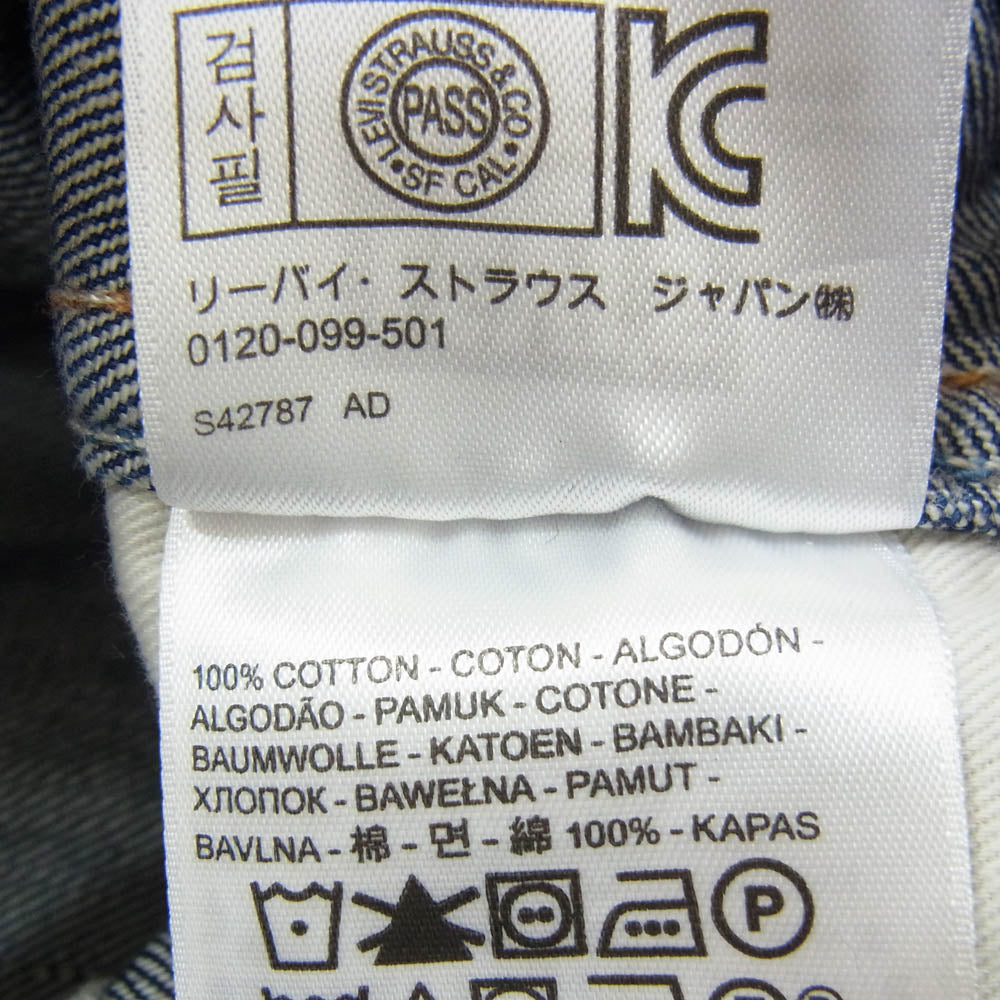 검사필
LEVI STRAUSS & CO
PASS
SF CAL
KC
リーバイ・ストラウス ジャパン㈱
0120-099-501
S42787 AD
100% COTTON - COTON - ALGODÓN -
ALGODÃO - PAMUK - COTONE -
BAUMWOLLE - KATOEN - BAMBAKI -
ХЛОПОК - BAWEŁNA - PAMUT -
BAVLNA - 棉 - 면 - 綿 100% - KAPAS
P